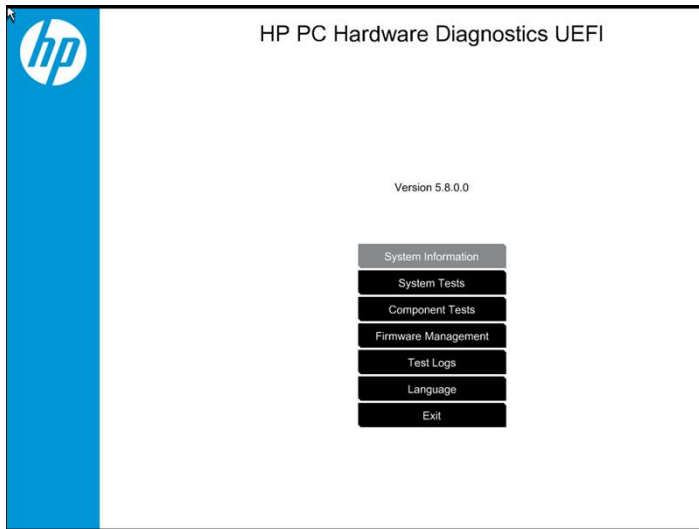 hp
HP PC Hardware Diagnostics UEFI
Version 5.8.0.0
System Information
System Tests
Component Tests
Firmware Management
Test Logs
Language
Exit